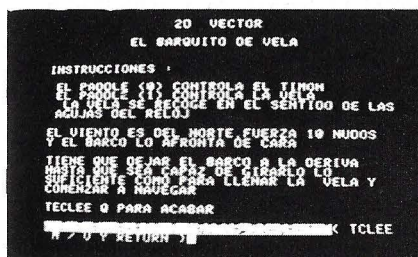 2D VECTOR
EL BARQUITO DE VELA
INSTRUCCIONES :
EL PADDLE (0) CONTROLA EL TIMON
EL PADDLE (1) CONTROLA LA VELA
LA VELA SE RECOGE EN EL SENTIDO DE LAS
AGUJAS DEL RELOJ
EL VIENTO ES DEL NORTE FUERZA 10 NUDOS
Y EL BARCO LO AFRONTA DE CARA
TIENE QUE DEJAR EL BARCO A LA DERIVA
HASTA QUE SEA CAPAZ DE GIRARLO LO
SUFICIENTE COMO PARA LLENAR LA VELA Y
COMENZAR A NAVEGAR
TECLEE Q PARA ACABAR
< TCLEE
Y RETURN )